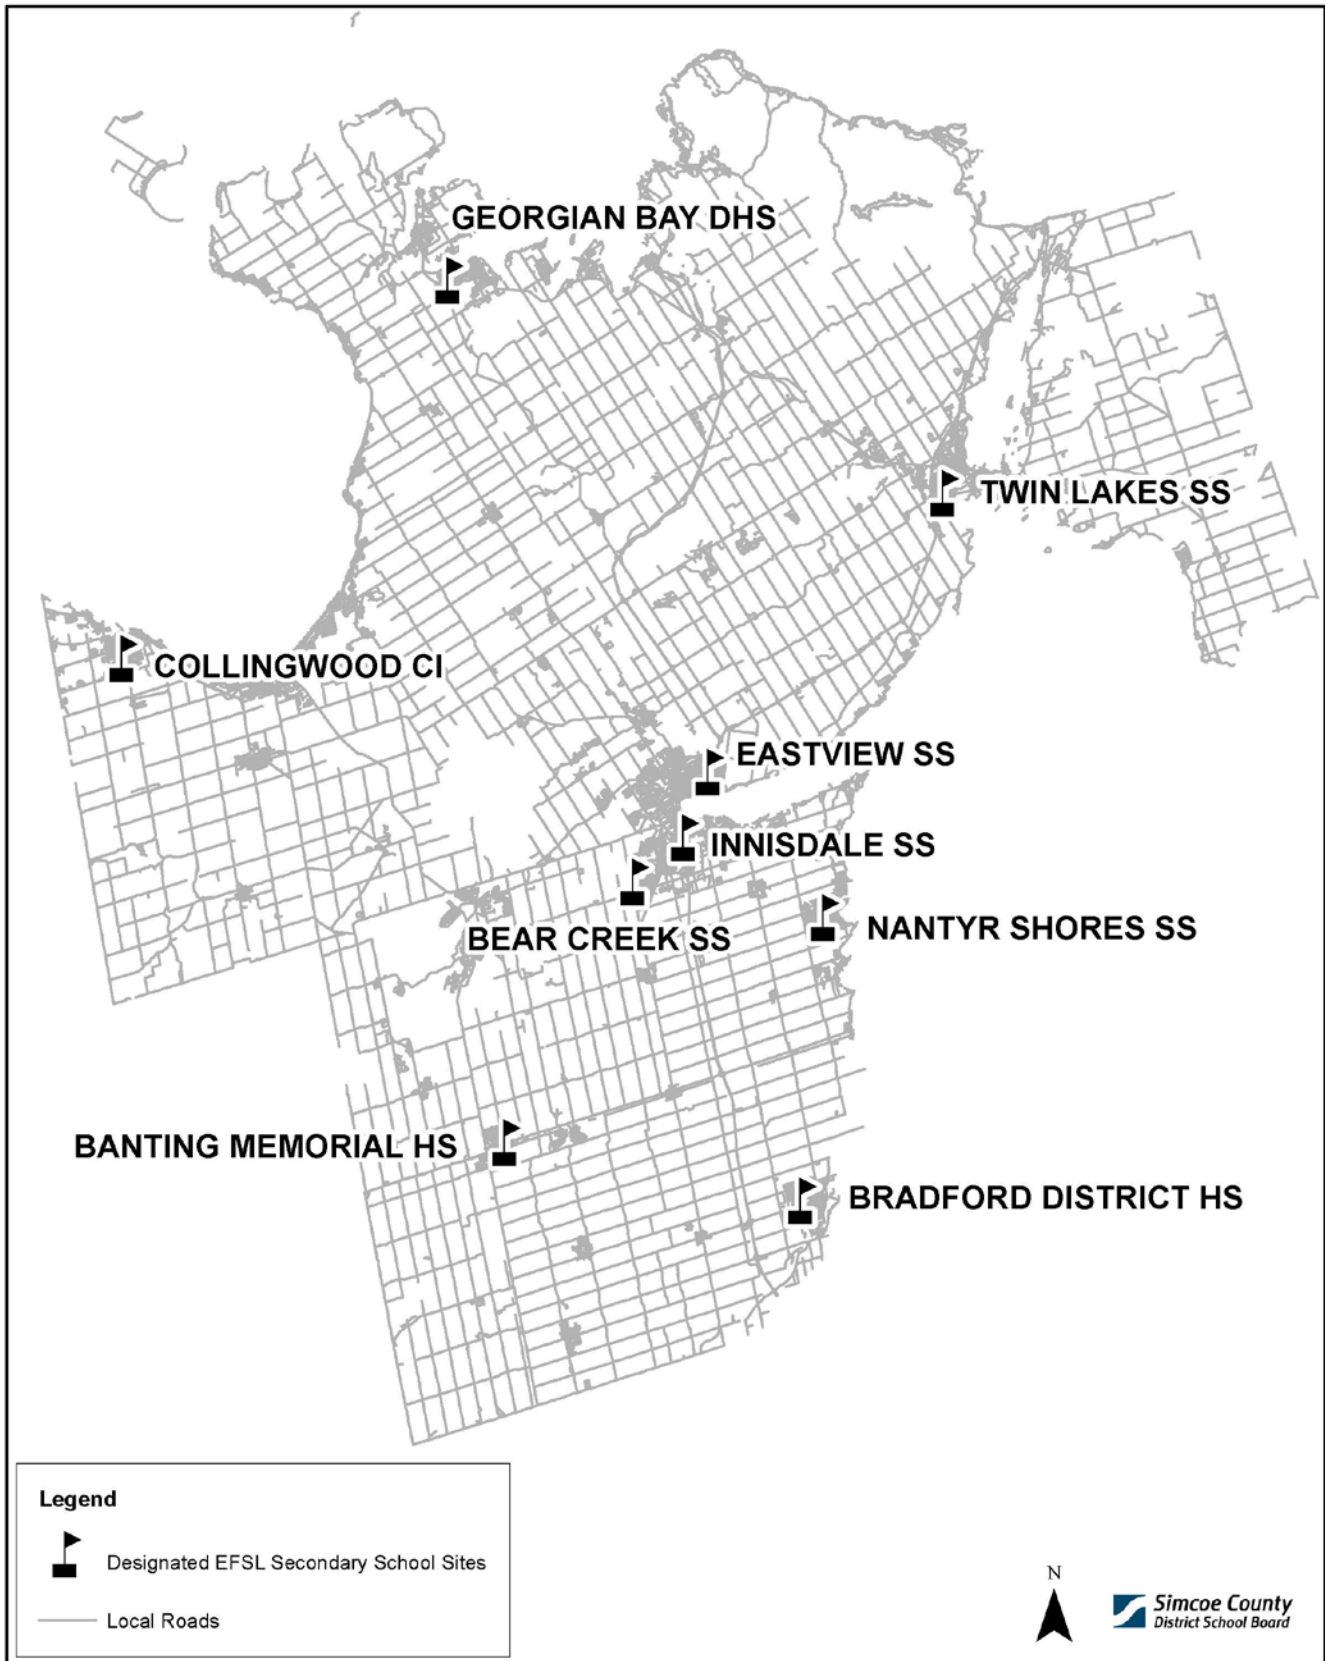 GEORGIAN BAY DHS
TWIN LAKES SS
COLLINGWOOD CI
EASTVIEW SS
INNISDALE SS
NANTYR SHORES SS
BEAR CREEK SS
BANTING MEMORIAL HS
BRADFORD DISTRICT HS
Legend
Designated EFSL Secondary School Sites
Local Roads
N
Simcoe County
District School Board